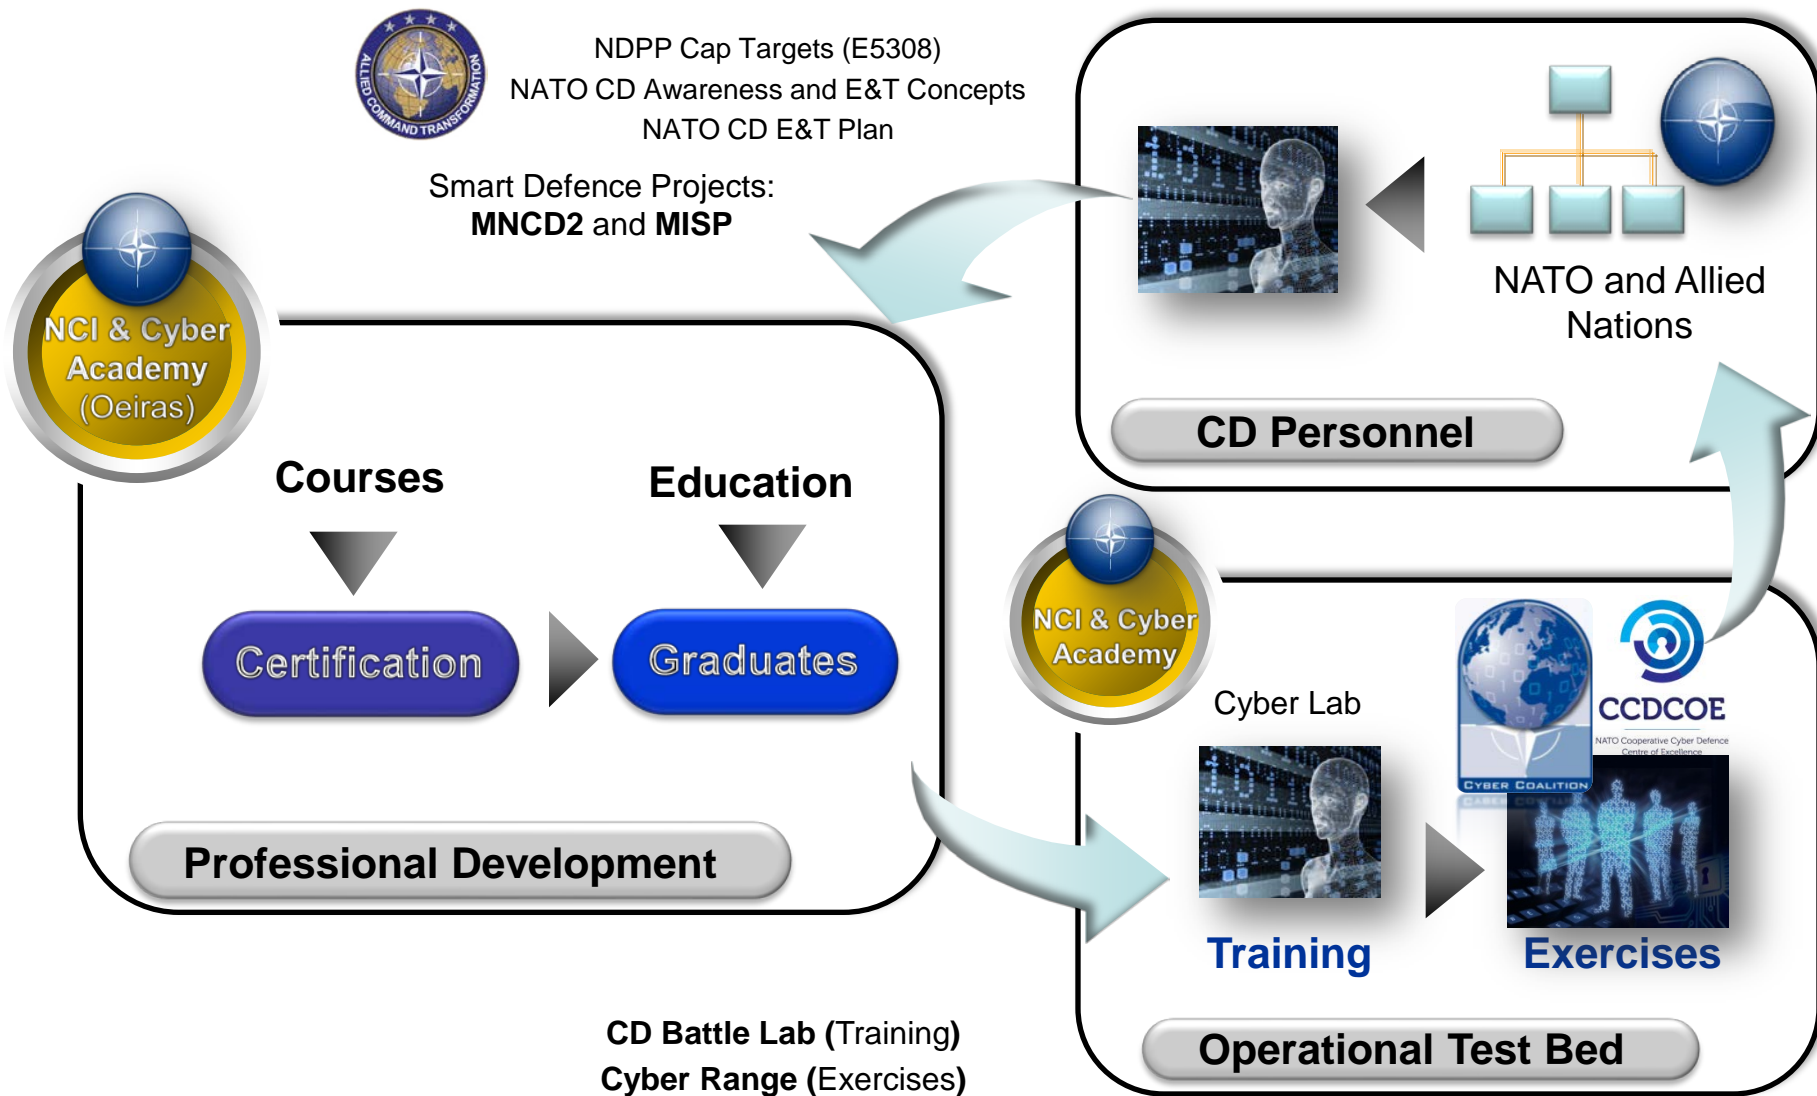 ALLIED COMMAND TRANSFORMATION
NDPP Cap Targets (E5308)
NATO CD Awareness and E&T Concepts
NATO CD E&T Plan
Smart Defence Projects:
MNCD2 and MISP
NATO and Allied
Nations
CD Personnel
NCI & Cyber
Academy
(Oeiras)
Courses
Education
Certification
Graduates
Professional Development
NCI & Cyber
Academy
Cyber Lab
CYBER COALITION
CCDCOE
NATO Cooperative Cyber Defence
Centre of Excellence
Training
Exercises
Operational Test Bed
CD Battle Lab (Training)
Cyber Range (Exercises)